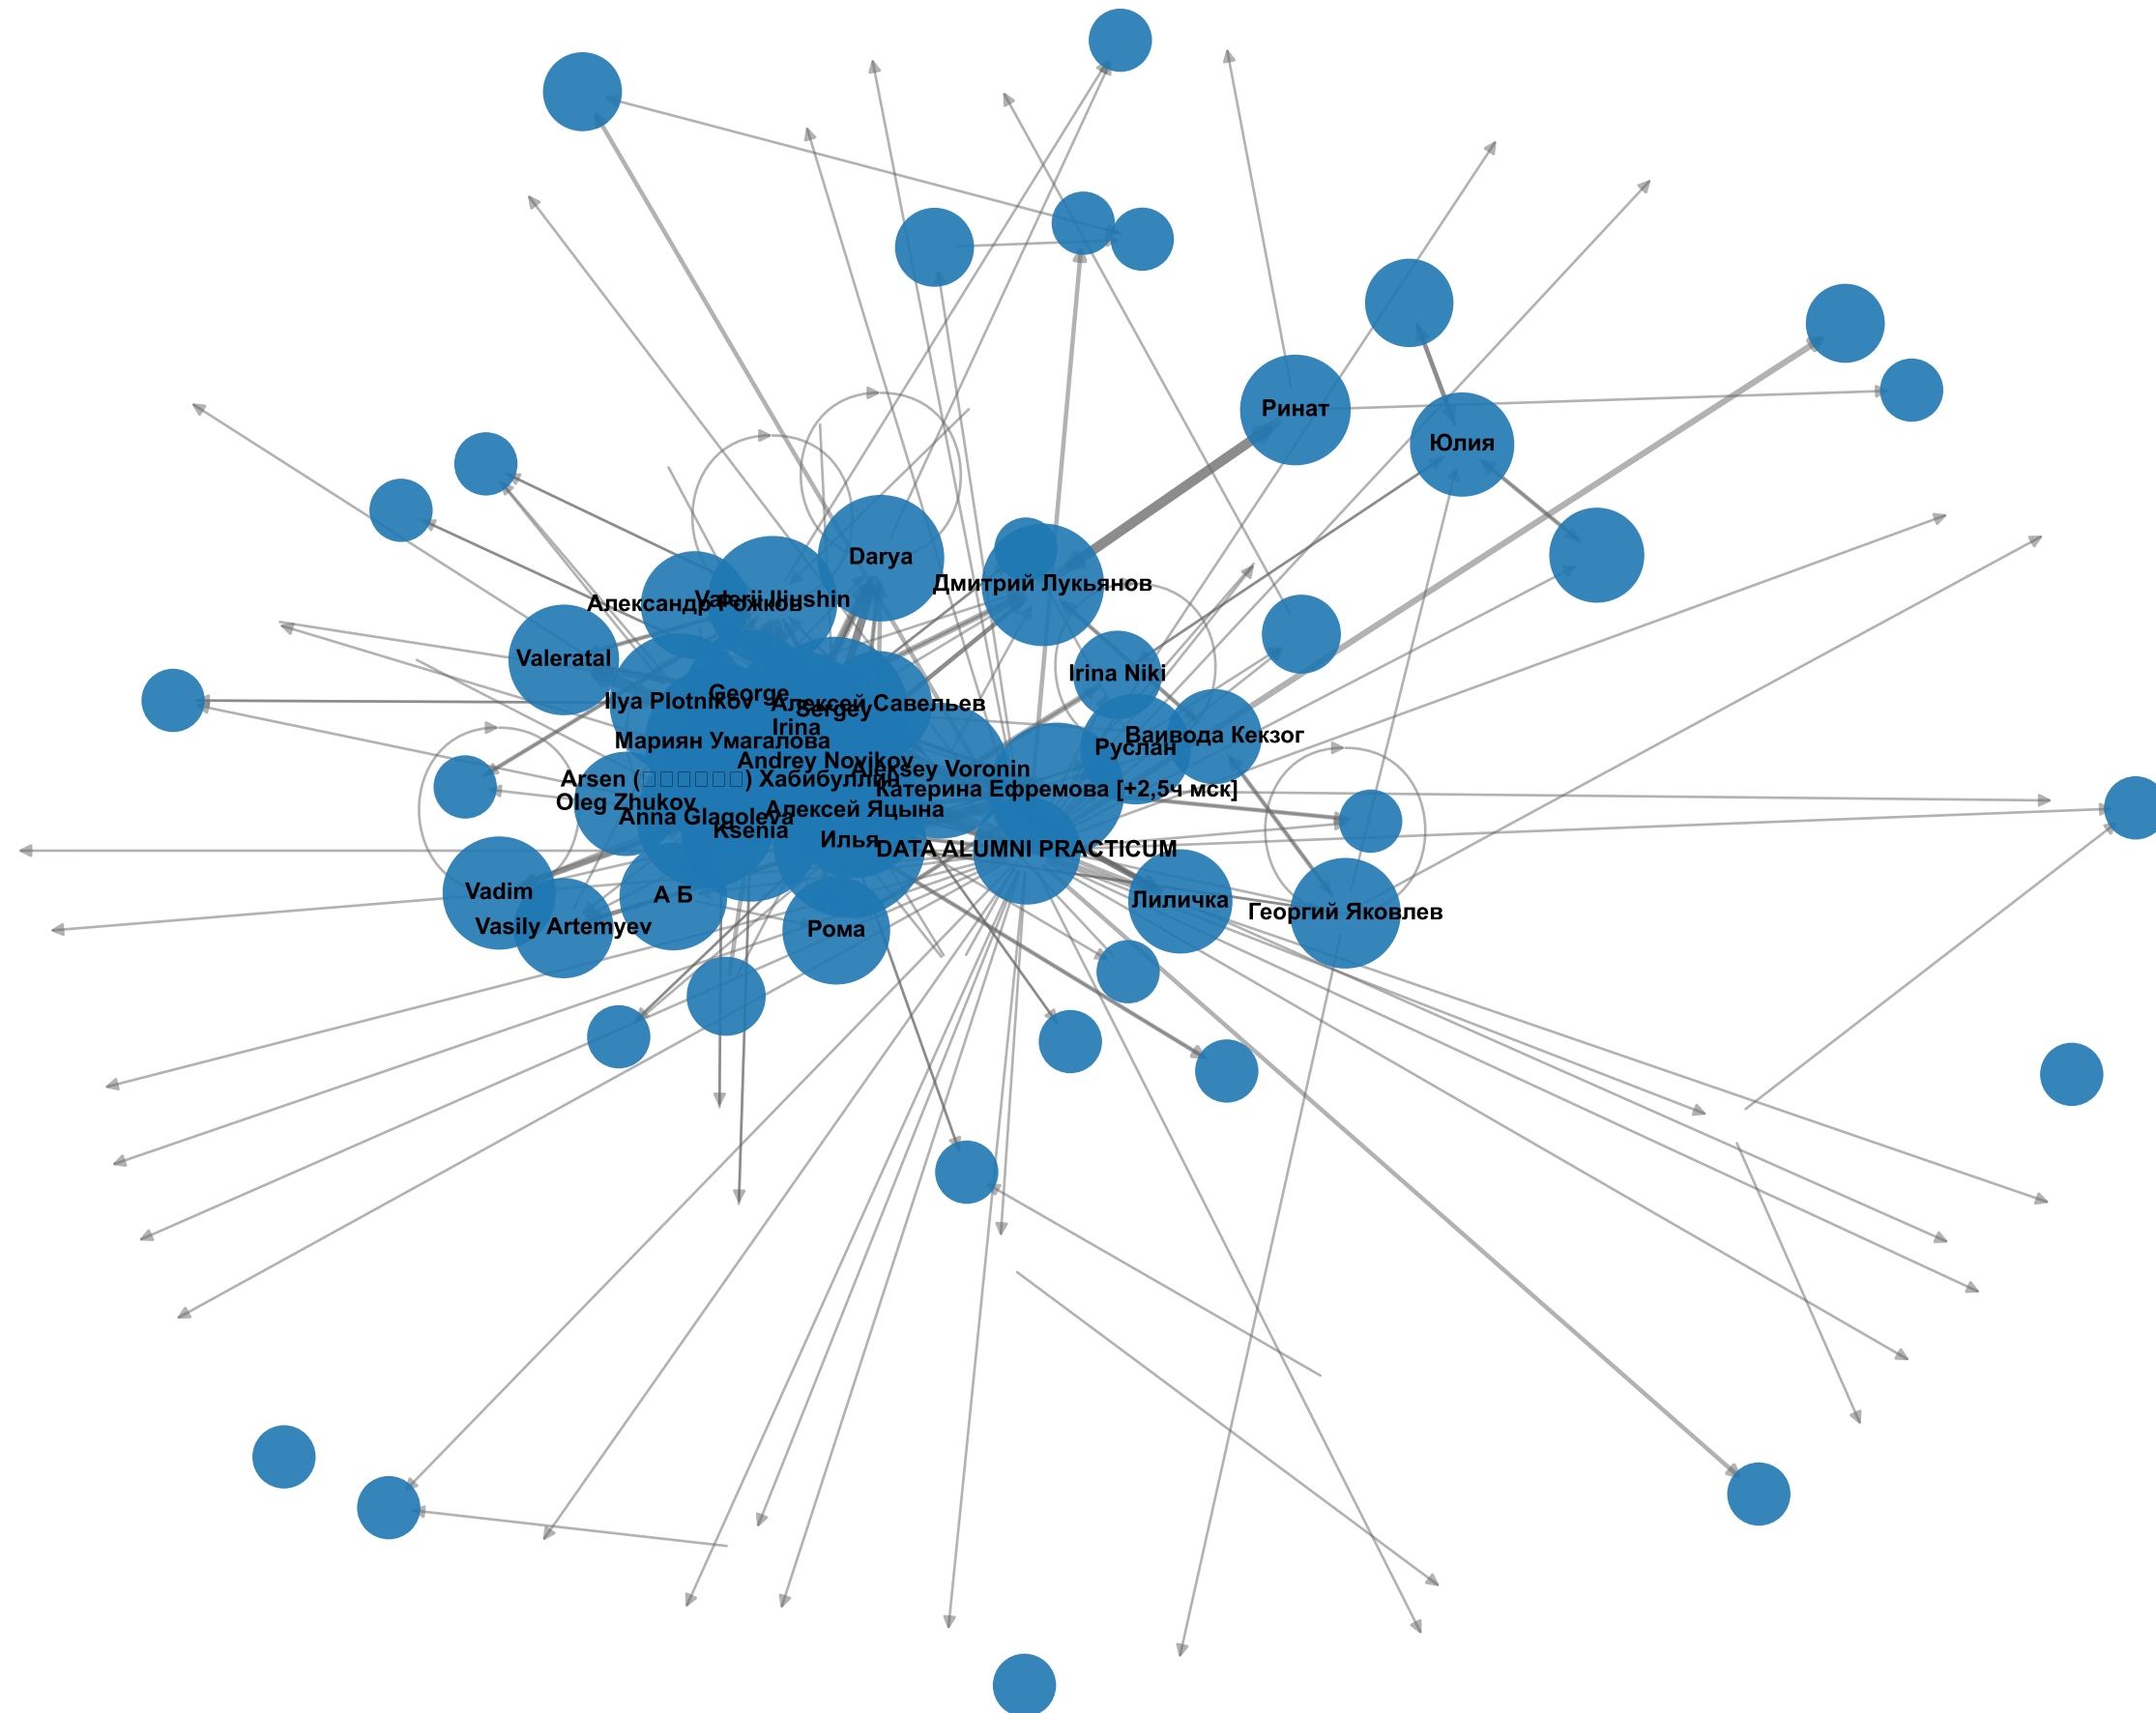 Ринат
Юлия
Darya
Дмитрий Лукьянов
Александр Рожков
Valerii Iliushin
Valeratal
Irina Niki
George
Ilya Plotnikov
Алексей Савельев
Sergey
Irina
Ваивода Кекзог
Мариян Умагалова
Руслан
Andrey Novikov
Aleksey Voronin
Arsen (□□□□□□) Хабибуллин
Катерина Ефремова [+2,5ч мск]
Oleg Zhukov
Алексей Яцына
Anna Glagoleva
Ksenia
Илья
DATA ALUMNI PRACTICUM
Vadim
А Б
Лиличка
Георгий Яковлев
Vasily Artemyev
Рома